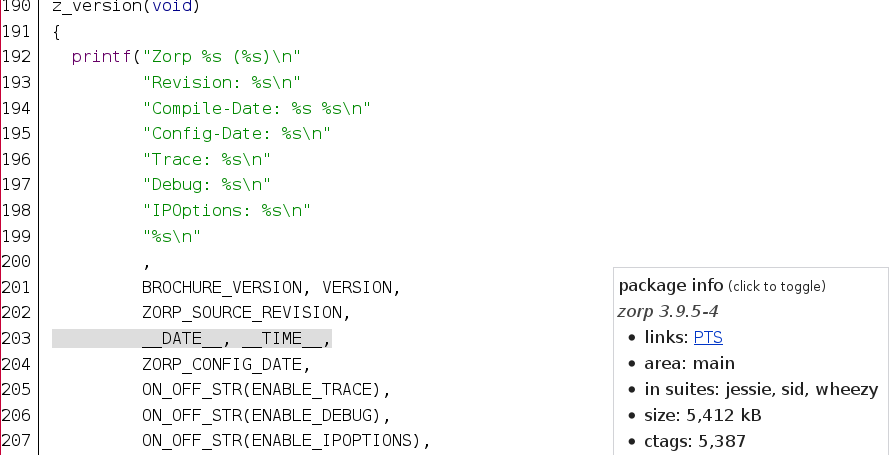 190 z_version(void)
191 {
192 printf("Zorp %s (%s)\n"
193 "Revision: %s\n"
194 "Compile-Date: %s %s\n"
195 "Config-Date: %s\n"
196 "Trace: %s\n"
197 "Debug: %s\n"
198 "IPOptions: %s\n"
199 "%s\n"
200 ,
201 BROCHURE_VERSION, VERSION,
202 ZORP_SOURCE_REVISION,
203 __DATE__, __TIME__,
204 ZORP_CONFIG_DATE,
205 ON_OFF_STR(ENABLE_TRACE),
206 ON_OFF_STR(ENABLE_DEBUG),
207 ON_OFF_STR(ENABLE_IPOPTIONS),
package info (click to toggle)
zorp 3.9.5-4
• links: PTS
• area: main
• in suites: jessie, sid, wheezy
• size: 5,412 kB
• ctags: 5,387